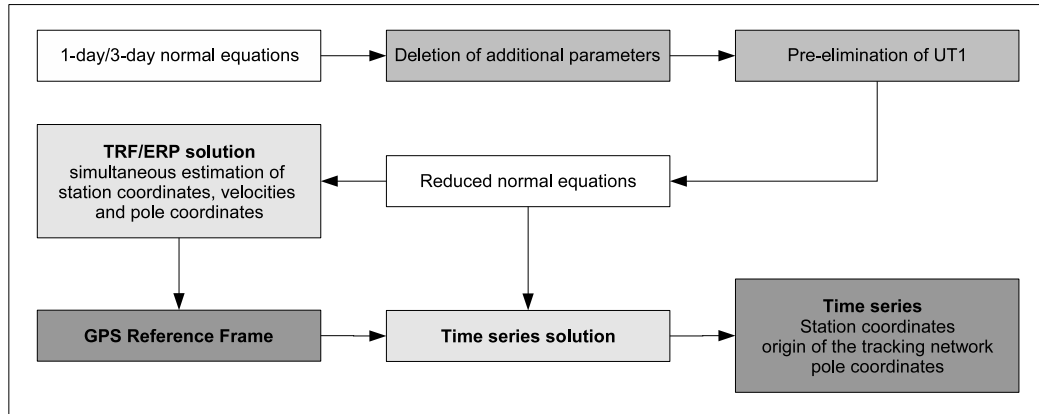 1-day/3-day normal equations
Deletion of additional parameters
Pre-elimination of UT1
TRF/ERP solution
simultaneous estimation of
station coordinates, velocities
and pole coordinates
Reduced normal equations
GPS Reference Frame
Time series solution
Time series
Station coordinates
origin of the tracking network
pole coordinates